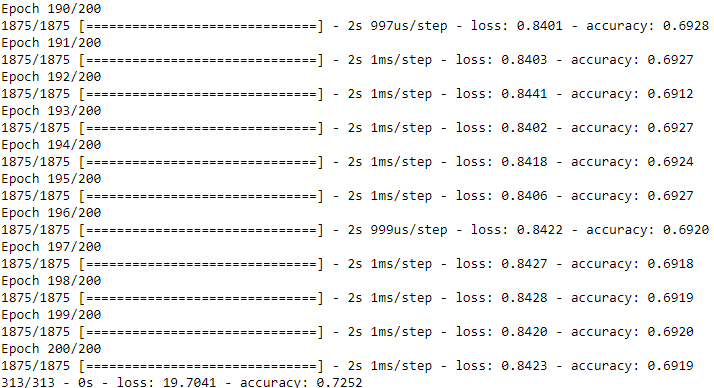 Epoch 190/200
1875/1875 [==============================] - 2s 997us/step - loss: 0.8401 - accuracy: 0.6928
Epoch 191/200
1875/1875 [==============================] - 2s 1ms/step - loss: 0.8403 - accuracy: 0.6927
Epoch 192/200
1875/1875 [==============================] - 2s 1ms/step - loss: 0.8441 - accuracy: 0.6912
Epoch 193/200
1875/1875 [==============================] - 2s 1ms/step - loss: 0.8402 - accuracy: 0.6927
Epoch 194/200
1875/1875 [==============================] - 2s 1ms/step - loss: 0.8418 - accuracy: 0.6924
Epoch 195/200
1875/1875 [==============================] - 2s 1ms/step - loss: 0.8406 - accuracy: 0.6927
Epoch 196/200
1875/1875 [==============================] - 2s 999us/step - loss: 0.8422 - accuracy: 0.6920
Epoch 197/200
1875/1875 [==============================] - 2s 1ms/step - loss: 0.8427 - accuracy: 0.6918
Epoch 198/200
1875/1875 [==============================] - 2s 1ms/step - loss: 0.8428 - accuracy: 0.6919
Epoch 199/200
1875/1875 [==============================] - 2s 1ms/step - loss: 0.8420 - accuracy: 0.6920
Epoch 200/200
1875/1875 [==============================] - 2s 1ms/step - loss: 0.8423 - accuracy: 0.6919
313/313 - 0s - loss: 19.7041 - accuracy: 0.7252